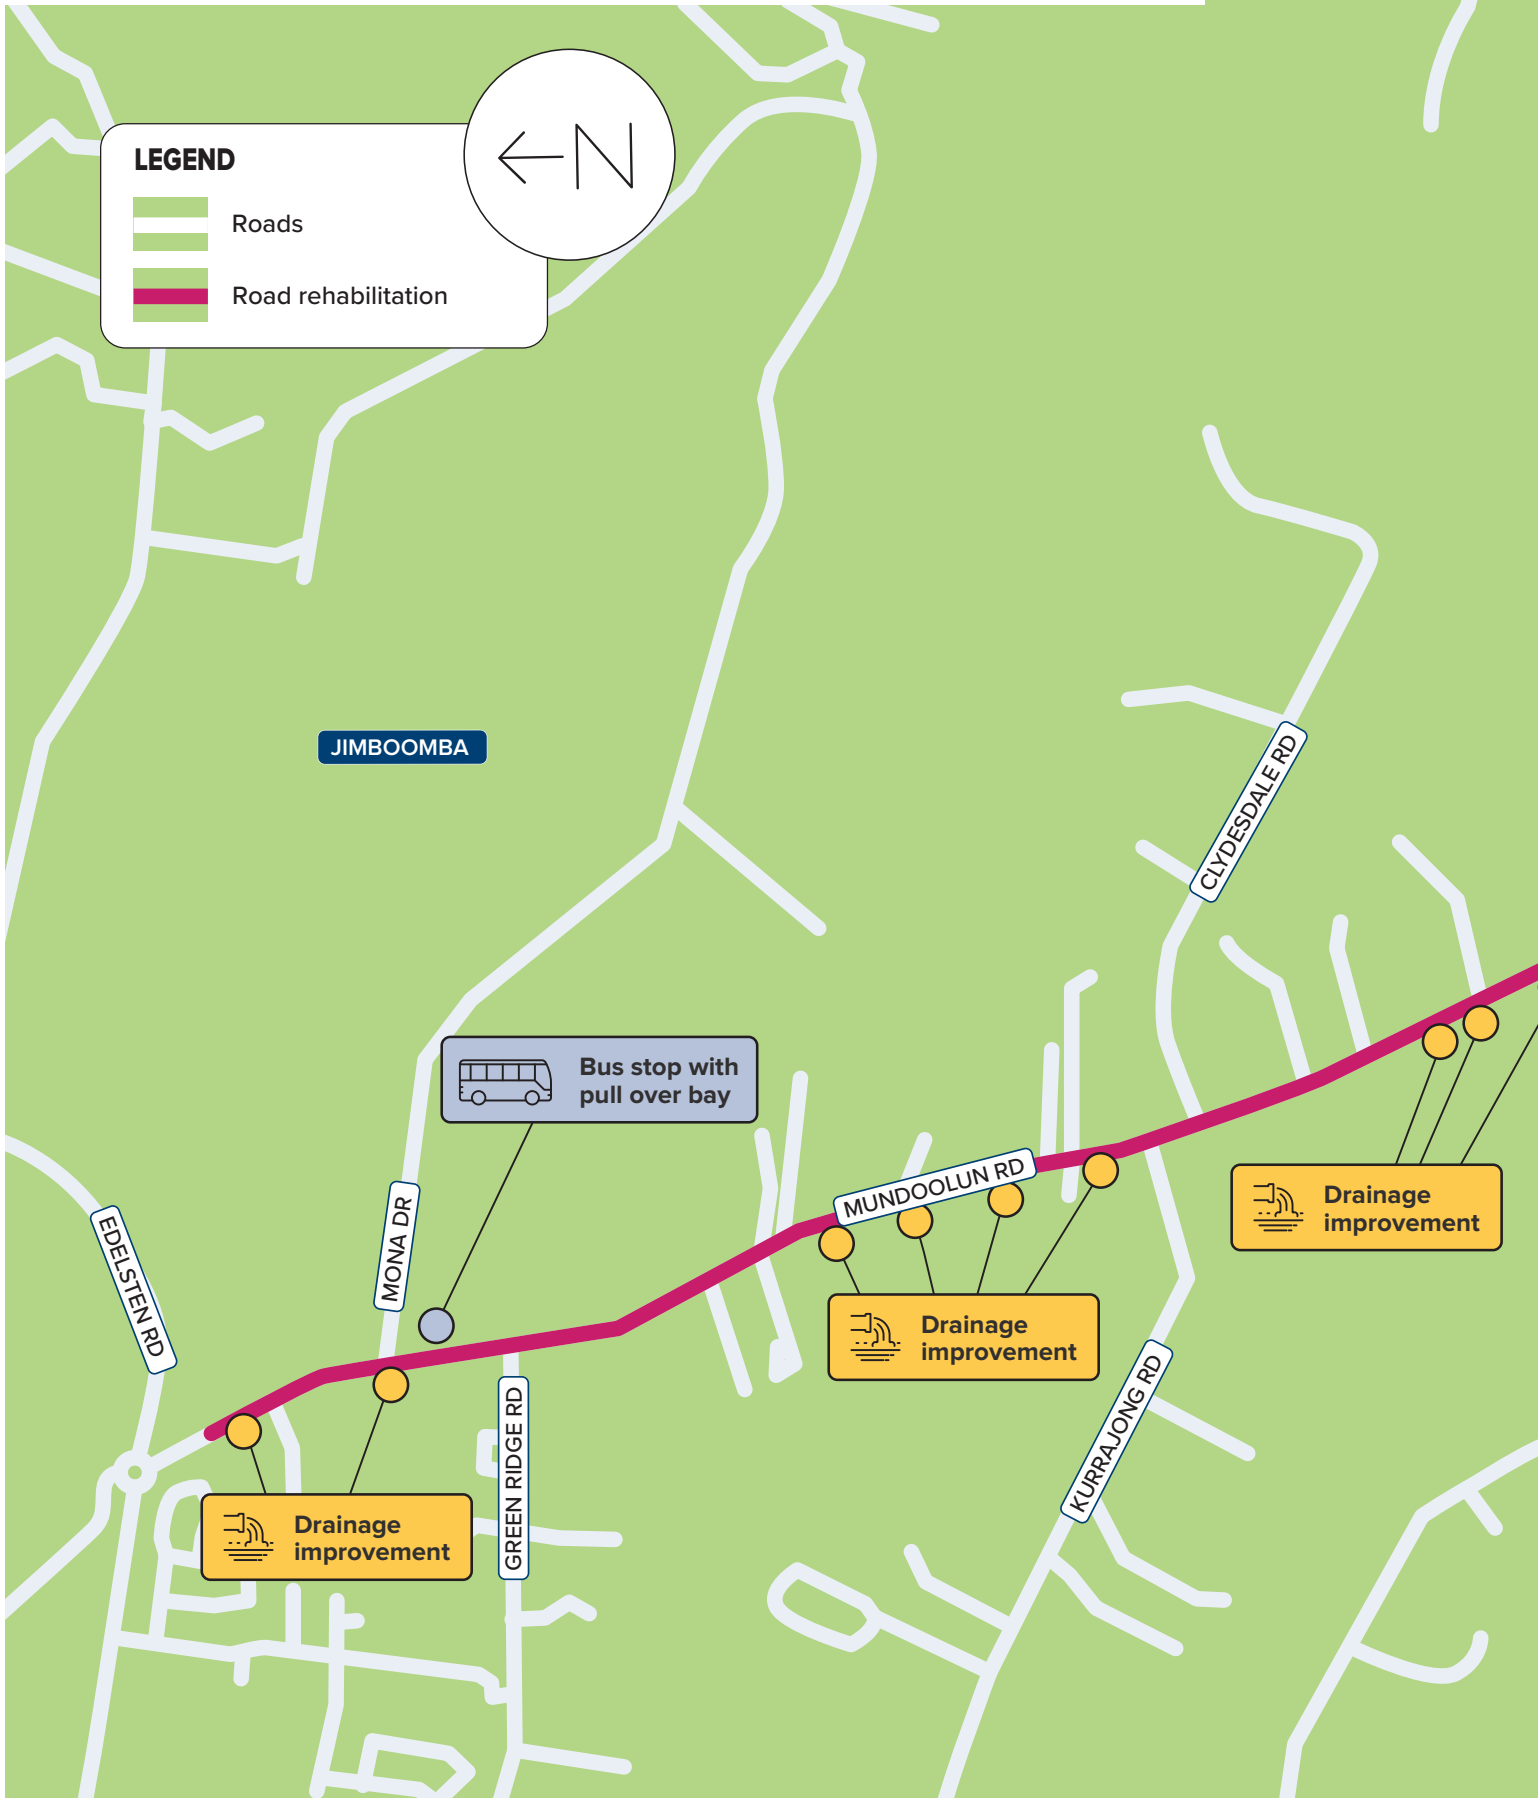 LEGEND
N
Roads
Road rehabilitation
JIMBOOMBA
CLYDESDALE RD
Bus stop with
pull over bay
MUNDOOLUN RD
EDELSTEN RD
MONA DR
Drainage
improvement
Drainage
improvement
KURRAJONG RD
GREEN RIDGE RD
Drainage
improvement